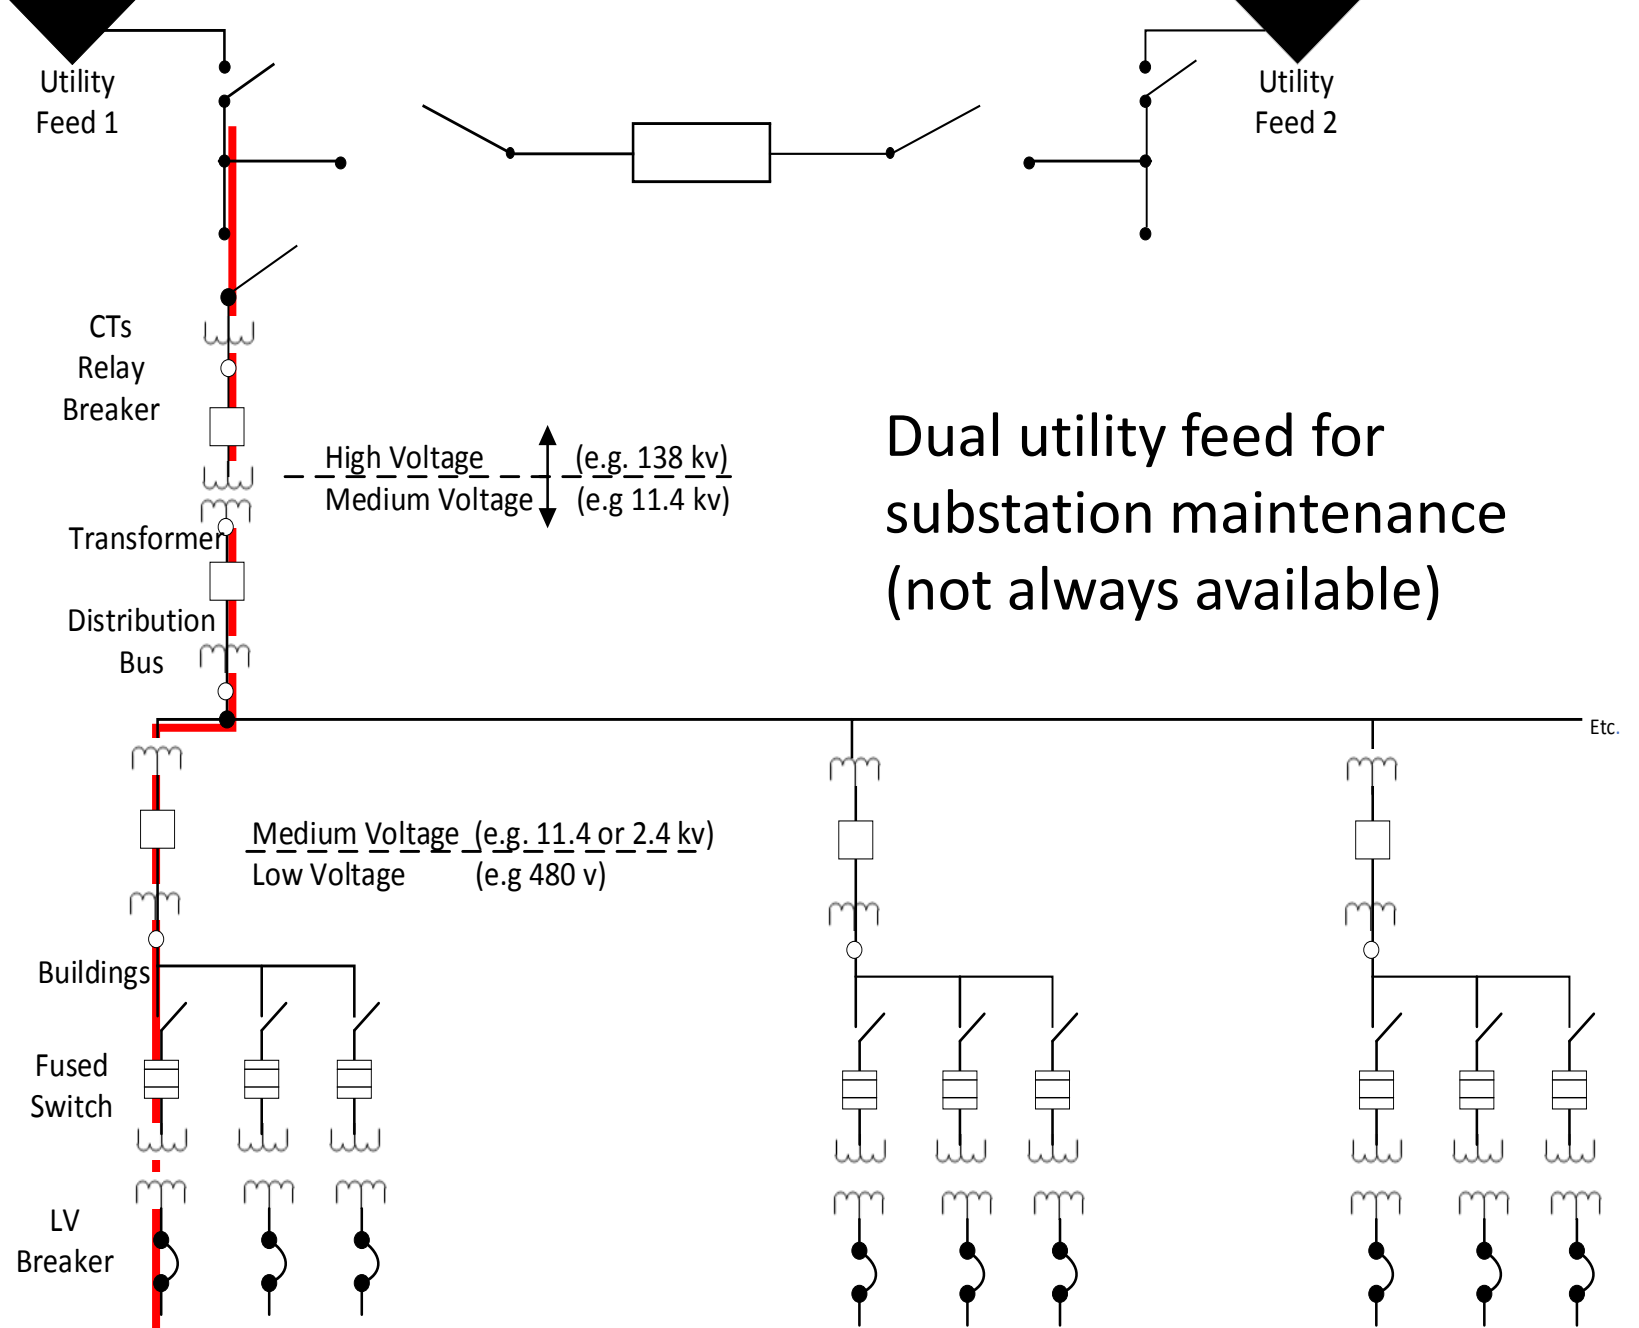 Utility
Feed 1
Utility
Feed 2
CTs
Relay
Breaker
High Voltage (e.g. 138 kv)
Medium Voltage (e.g 11.4 kv)
Dual utility feed for
substation maintenance
(not always available)
Transformer
Distribution
Bus
Etc.
Medium Voltage (e.g. 11.4 or 2.4 kv)
Low Voltage (e.g 480 v)
Buildings
Fused
Switch
LV
Breaker